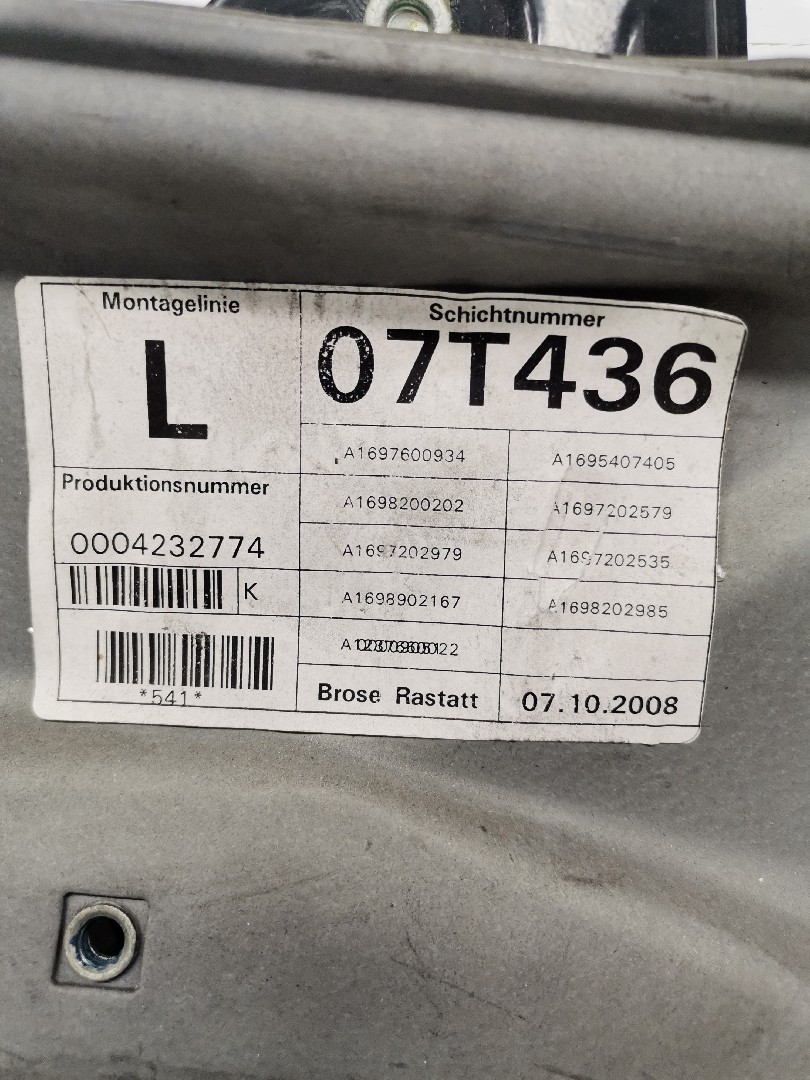 Montagelinie
L
Schichtnummer
07T436
A1697600934 A1695407405
A1698200202 A1697202579
Produktionsnummer
0004232774
A1697202979 A1697202535
K
A1698902167 A1698202985
*541*
Brose Rastatt 07.10.2008